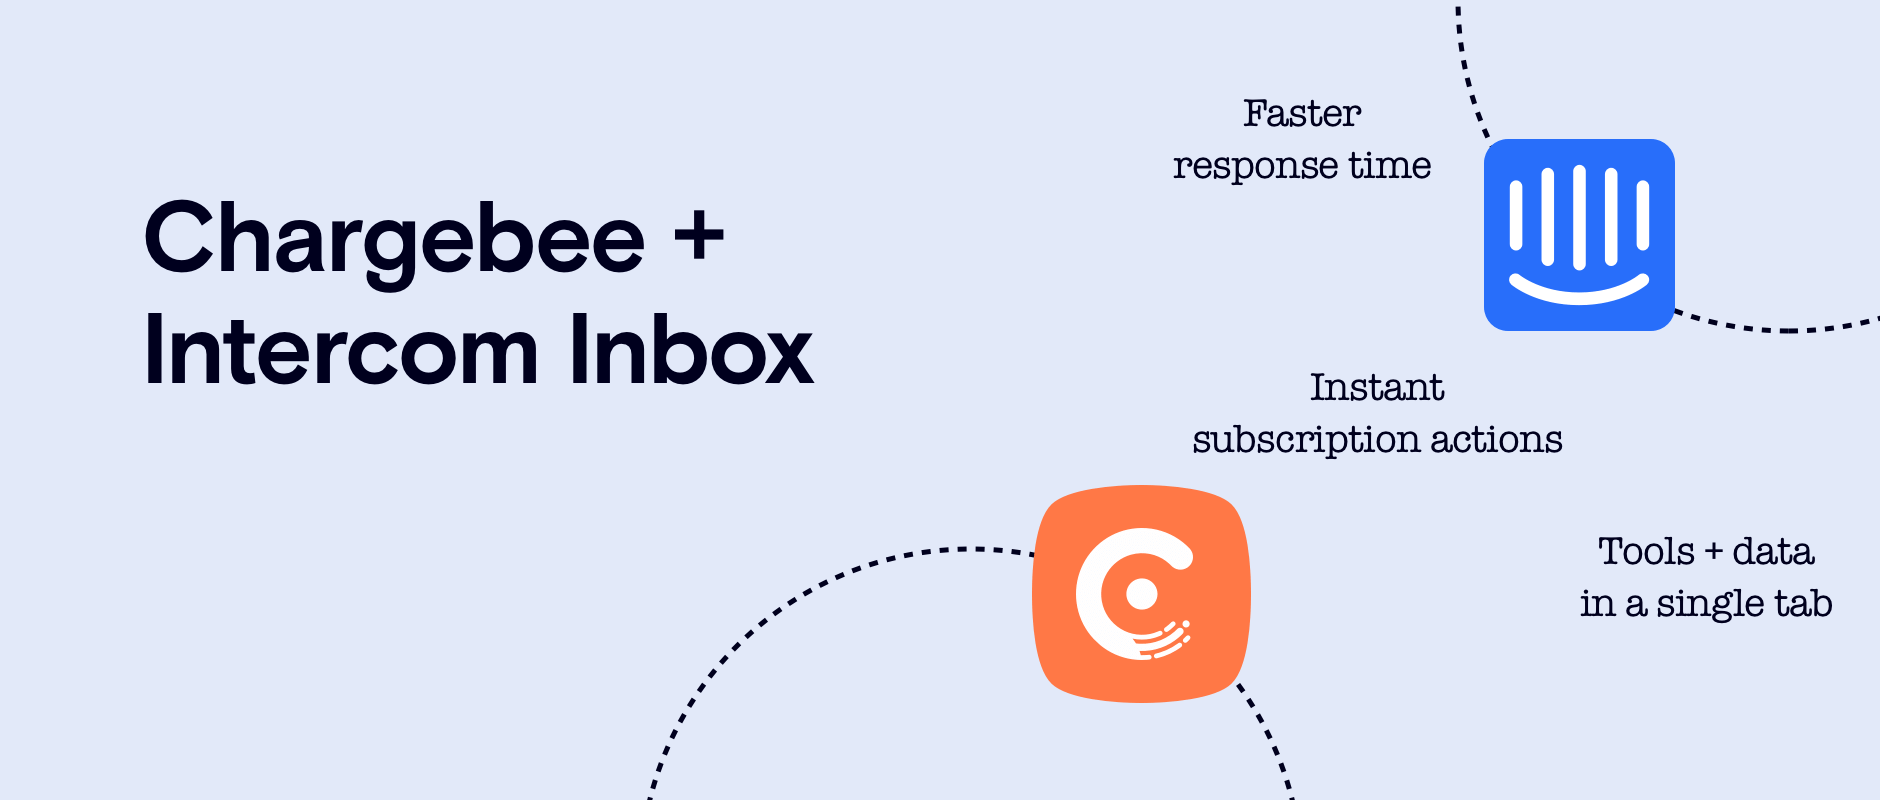 Chargebee +
Intercom Inbox
Faster
response time
Instant
subscription actions
Tools + data
in a single tab